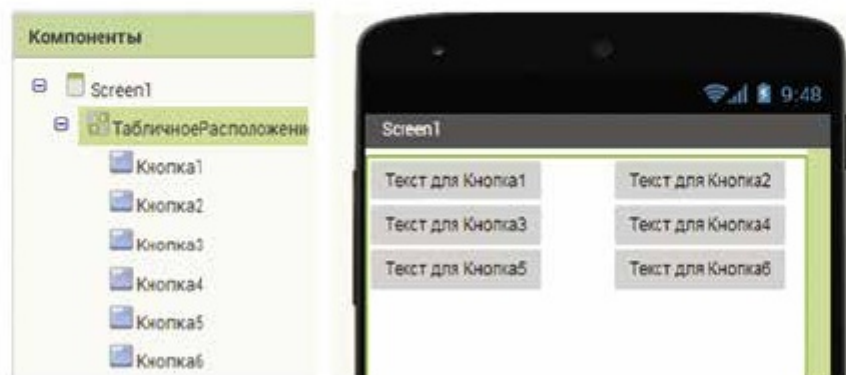 Компоненты
Screen1
ТабличноеРасположени
Кнопка1
Кнопка2
Кнопка3
Кнопка4
Кнопка5
Кнопка6
9:48
Screen1
Текст для Кнопка1 Текст для Кнопка2
Текст для Кнопка3 Текст для Кнопка4
Текст для Кнопка5 Текст для Кнопка6